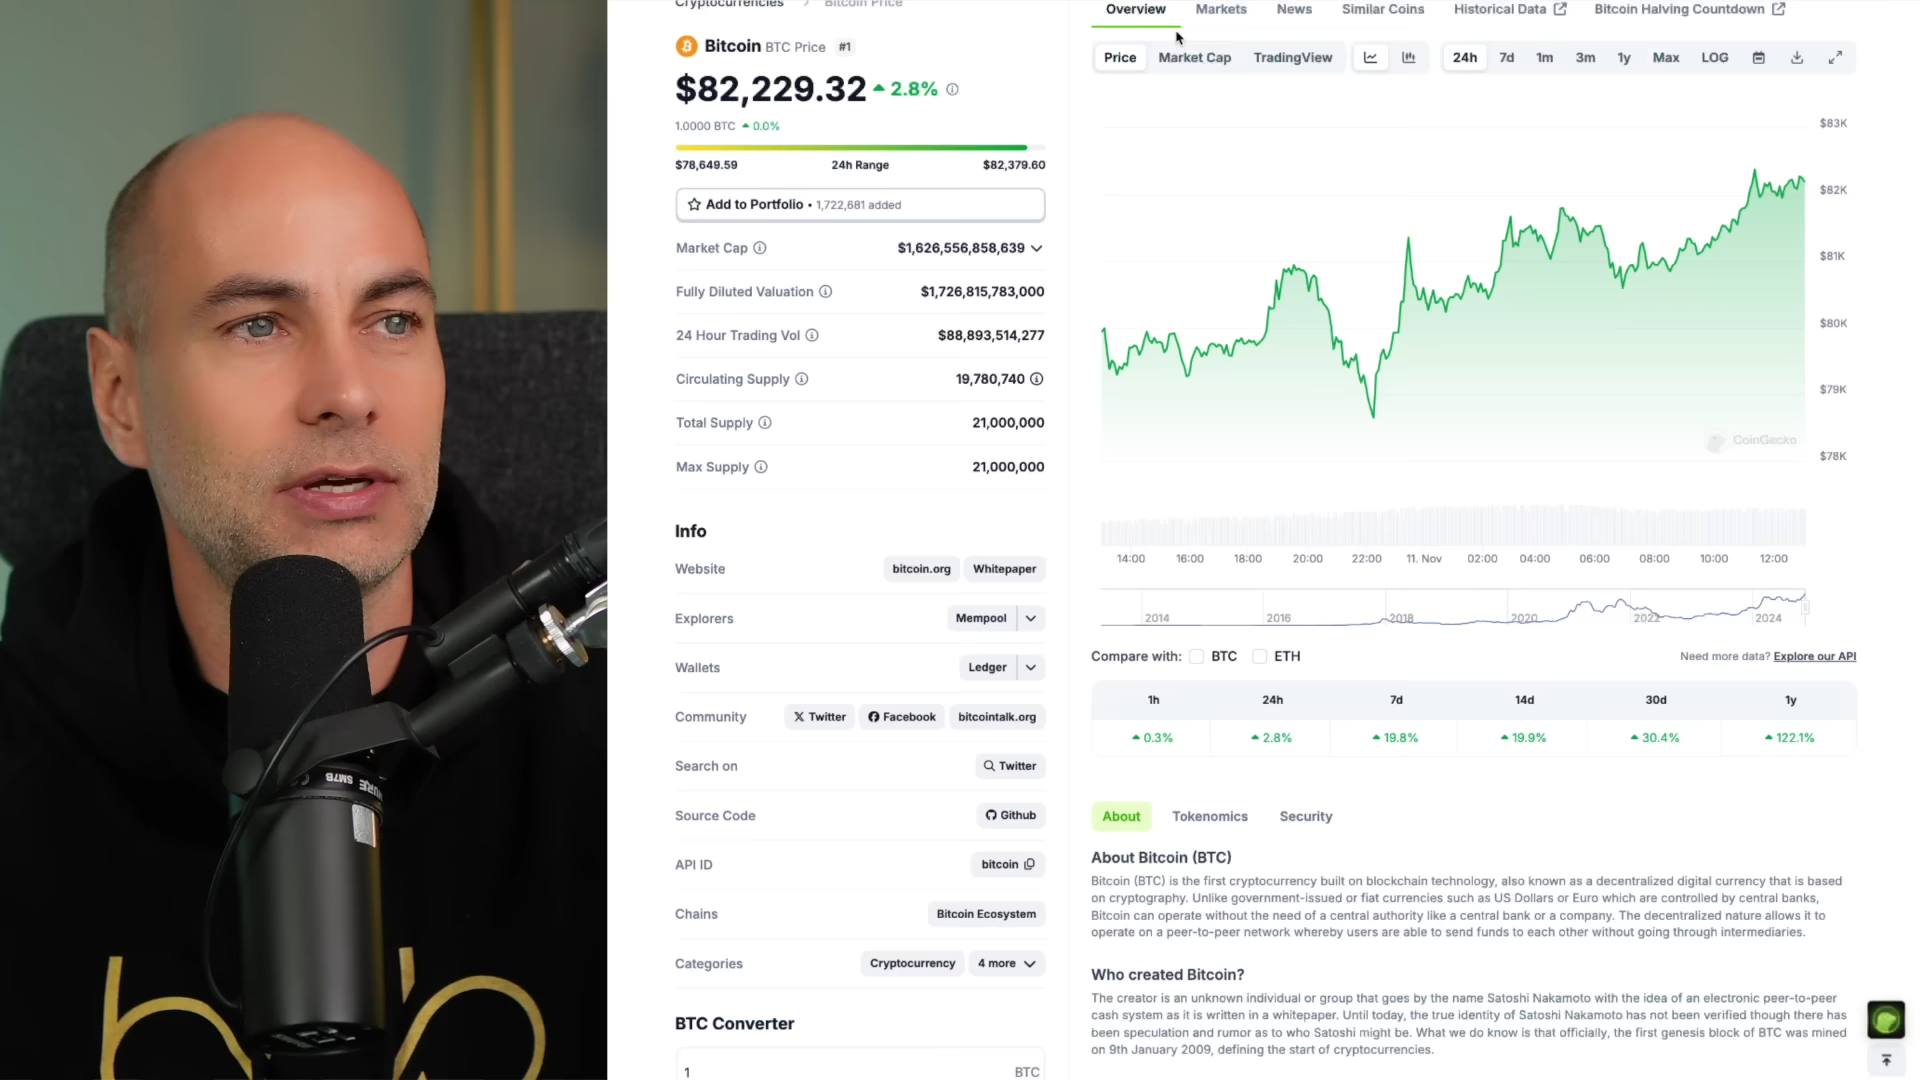 Cryptocurrencies > Bitcoin Price
Bitcoin BTC Price #1
$82,229.32 2.8%
1.0000 BTC 0.0%
$78,649.59 24h Range $82,379.60
Add to Portfolio • 1,722,681 added
Market Cap $1,626,556,858,639
Fully Diluted Valuation $1,726,815,783,000
24 Hour Trading Vol $88,893,514,277
Circulating Supply 19,780,740
Total Supply 21,000,000
Max Supply 21,000,000
Info
Website bitcoin.org Whitepaper
Explorers Mempool
Wallets Ledger
Community Twitter Facebook bitcointalk.org
Search on Twitter
Source Code Github
API ID bitcoin
Chains Bitcoin Ecosystem
Categories Cryptocurrency 4 more
BTC Converter
1 BTC
Overview Markets News Similar Coins Historical Data Bitcoin Halving Countdown
Price Market Cap TradingView 24h 7d 1m 3m 1y Max LOG
$83K
$82K
$81K
$80K
$79K
CoinGecko
$78K
14:00 16:00 18:00 20:00 22:00 11. Nov 02:00 04:00 06:00 08:00 10:00 12:00
2014 2016 2018 2020 2022 2024
Compare with: BTC ETH Need more data? Explore our API
1h 24h 7d 14d 30d 1y
0.3% 2.8% 19.8% 19.9% 30.4% 122.1%
About Tokenomics Security
About Bitcoin (BTC)
Bitcoin (BTC) is the first cryptocurrency built on blockchain technology, also known as a decentralized digital currency that is based
on cryptography. Unlike government-issued or fiat currencies such as US Dollars or Euro which are controlled by central banks,
Bitcoin can operate without the need of a central authority like a central bank or a company. The decentralized nature allows it to
operate on a peer-to-peer network whereby users are able to send funds to each other without going through intermediaries.
Who created Bitcoin?
The creator is an unknown individual or group that goes by the name Satoshi Nakamoto with the idea of an electronic peer-to-peer
cash system as it is written in a whitepaper. Until today, the true identity of Satoshi Nakamoto has not been verified though there has
been speculation and rumor as to who Satoshi might be. What we do know is that officially, the first genesis block of BTC was mined
on 9th January 2009, defining the start of cryptocurrencies.
SHURE SM7B